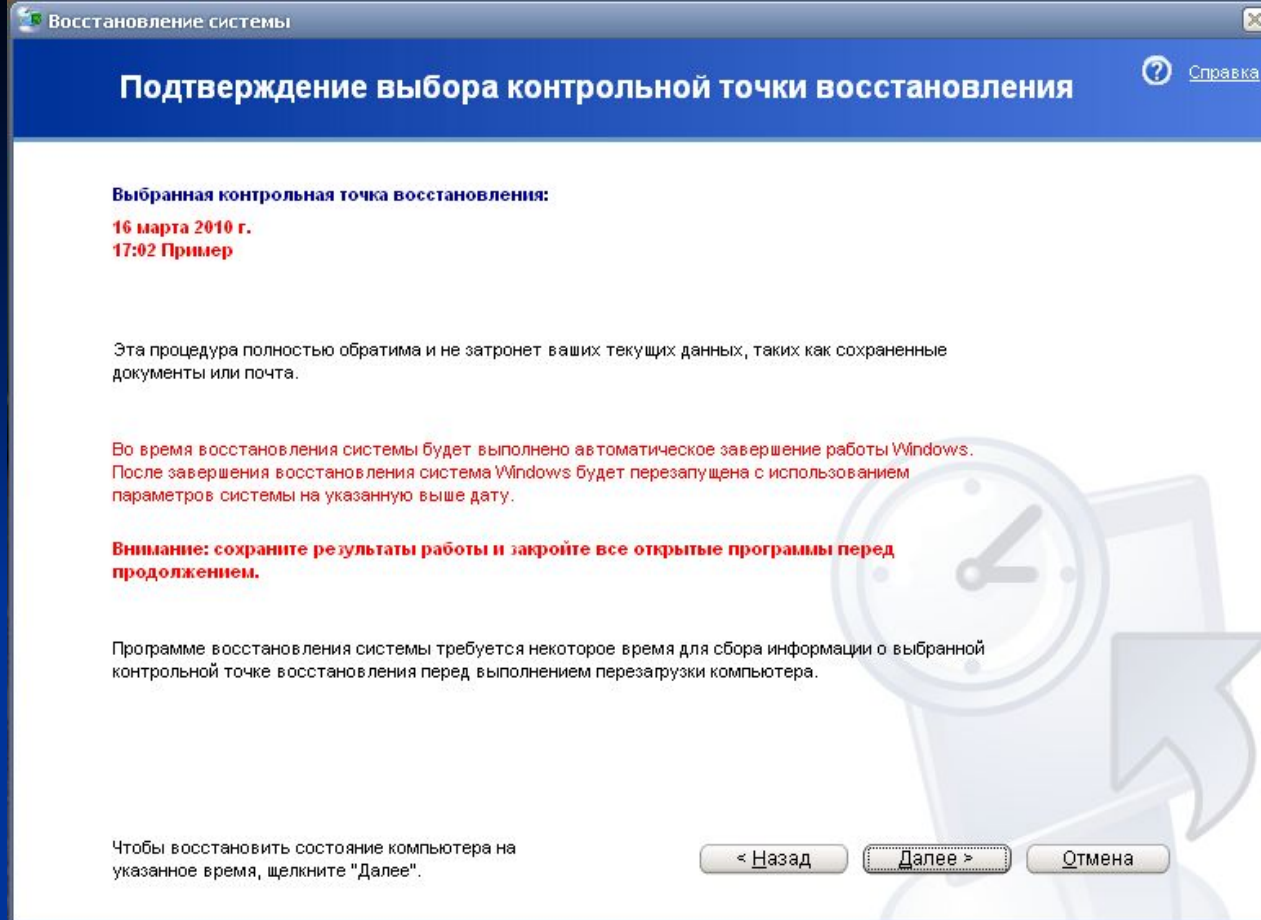 Восстановление системы
Подтверждение выбора контрольной точки восстановления
Справка
Выбранная контрольная точка восстановления:
16 марта 2010 г.
17:02 Пример
Эта процедура полностью обратима и не затронет ваших текущих данных, таких как сохраненные
документы или почта.
Во время восстановления системы будет выполнено автоматическое завершение работы Windows.
После завершения восстановления система Windows будет перезапущена с использованием
параметров системы на указанную выше дату.
Внимание: сохраните результаты работы и закройте все открытые программы перед
продолжением.
Программе восстановления системы требуется некоторое время для сбора информации о выбранной
контрольной точке восстановления перед выполнением перезагрузки компьютера.
Чтобы восстановить состояние компьютера на
указанное время, щелкните "Далее".
< Назад
Далее >
Отмена